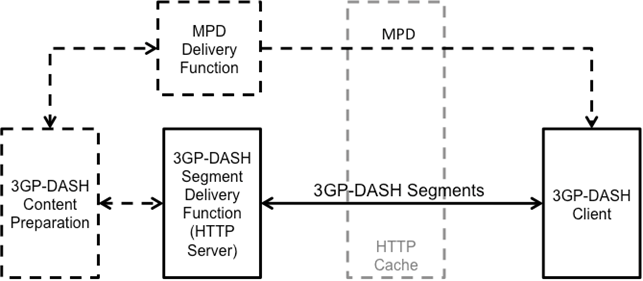 MPD
Delivery
Function
MPD
3GP-DASH
Content
Preparation
3GP-DASH
Segment
Delivery
Function
(HTTP
Server)
3GP-DASH Segments
3GP-DASH
Client
HTTP
Cache